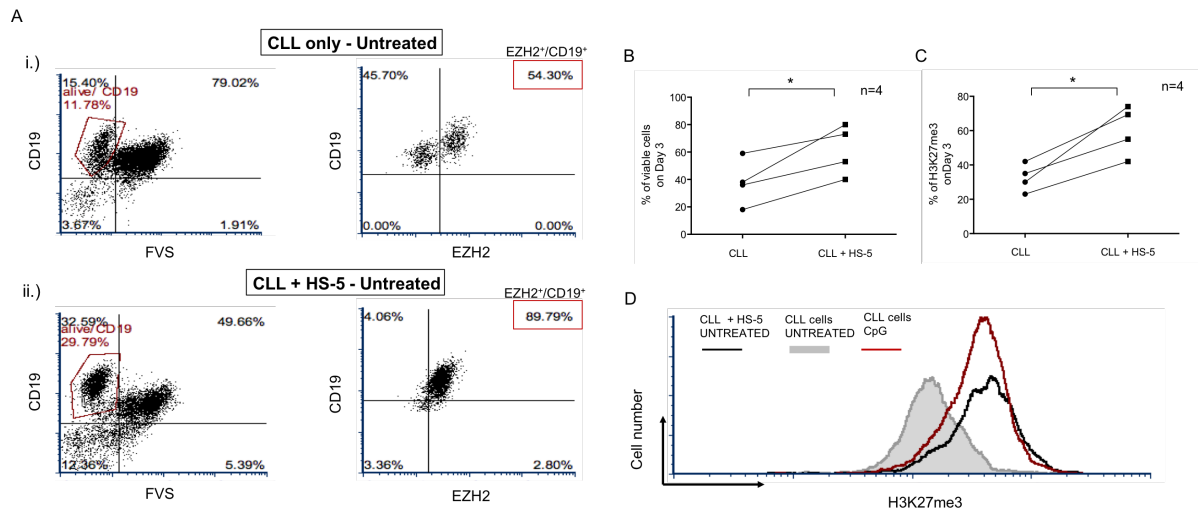 A
CLL only - Untreated
i.)
EZH2⁺/CD19⁺
15.40%
79.02%
alive/ CD19
11.78%
3.67%
1.91%
CD19
FVS
45.70%
54.30%
0.00%
0.00%
CD19
EZH2
CLL + HS-5 - Untreated
ii.)
EZH2⁺/CD19⁺
32.59%
49.66%
alive/CD19
29.79%
12.36%
5.39%
CD19
FVS
4.06%
89.79%
3.36%
2.80%
CD19
EZH2
B
*
n=4
100
80
60
40
20
0
% of viable cells
on Day 3
CLL
CLL + HS-5
C
*
n=4
80
60
40
20
0
% of H3K27me3
onDay 3
CLL
CLL + HS-5
D
CLL + HS-5
UNTREATED
CLL cells
UNTREATED
CLL cells
CpG
Cell number
H3K27me3